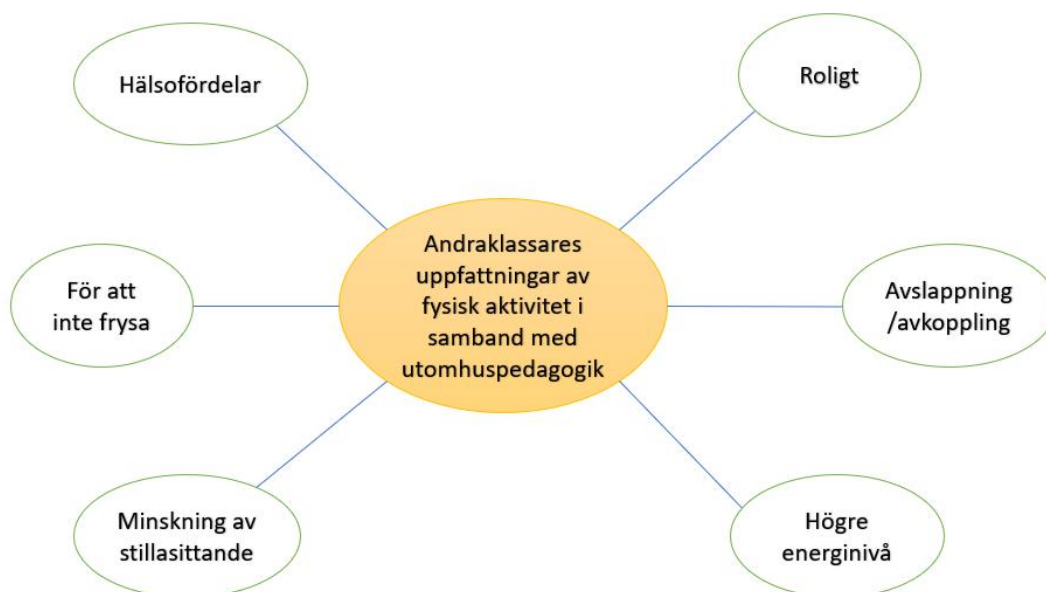 Hälsofördelar
Roligt
Andraklassares
uppfattningar av
fysisk aktivitet i
samband med
utomhuspedagogik
För att
inte frysa
Avslappning
/avkoppling
Minskning av
stillasittande
Högre
energinivå